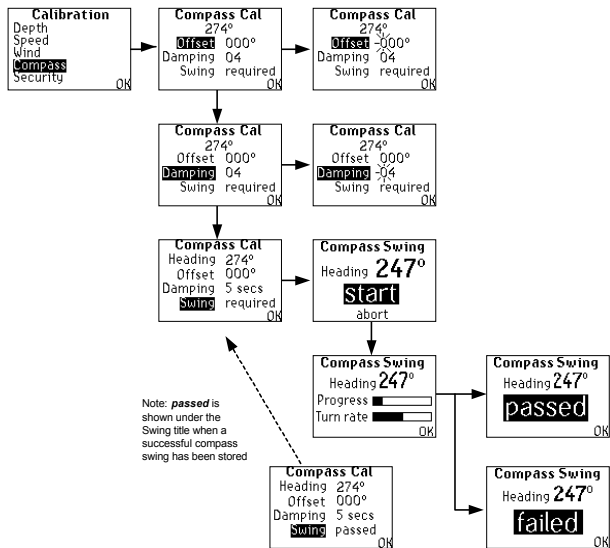 Calibration
Depth
Speed
Wind
Compass
Security
OK
Compass Cal
274°
Offset 000°
Damping 04
Swing required
OK
Compass Cal
274°
Offset -000°
Damping 04
Swing required
OK
Compass Cal
274°
Offset 000°
Damping 04
Swing required
OK
Compass Cal
274°
Offset 000°
Damping -04
Swing required
OK
Compass Cal
Heading 274°
Offset 000°
Damping 5 secs
Swing required
OK
Compass Swing
Heading 247°
start
abort
Compass Swing
Heading 247°
Progress
Turn rate
OK
Compass Swing
Heading 247°
passed
OK
Note: passed is
shown under the
Swing title when a
successful compass
swing has been stored
Compass Cal
Heading 274°
Offset 000°
Damping 5 secs
Swing passed
OK
Compass Swing
Heading 247°
failed
OK